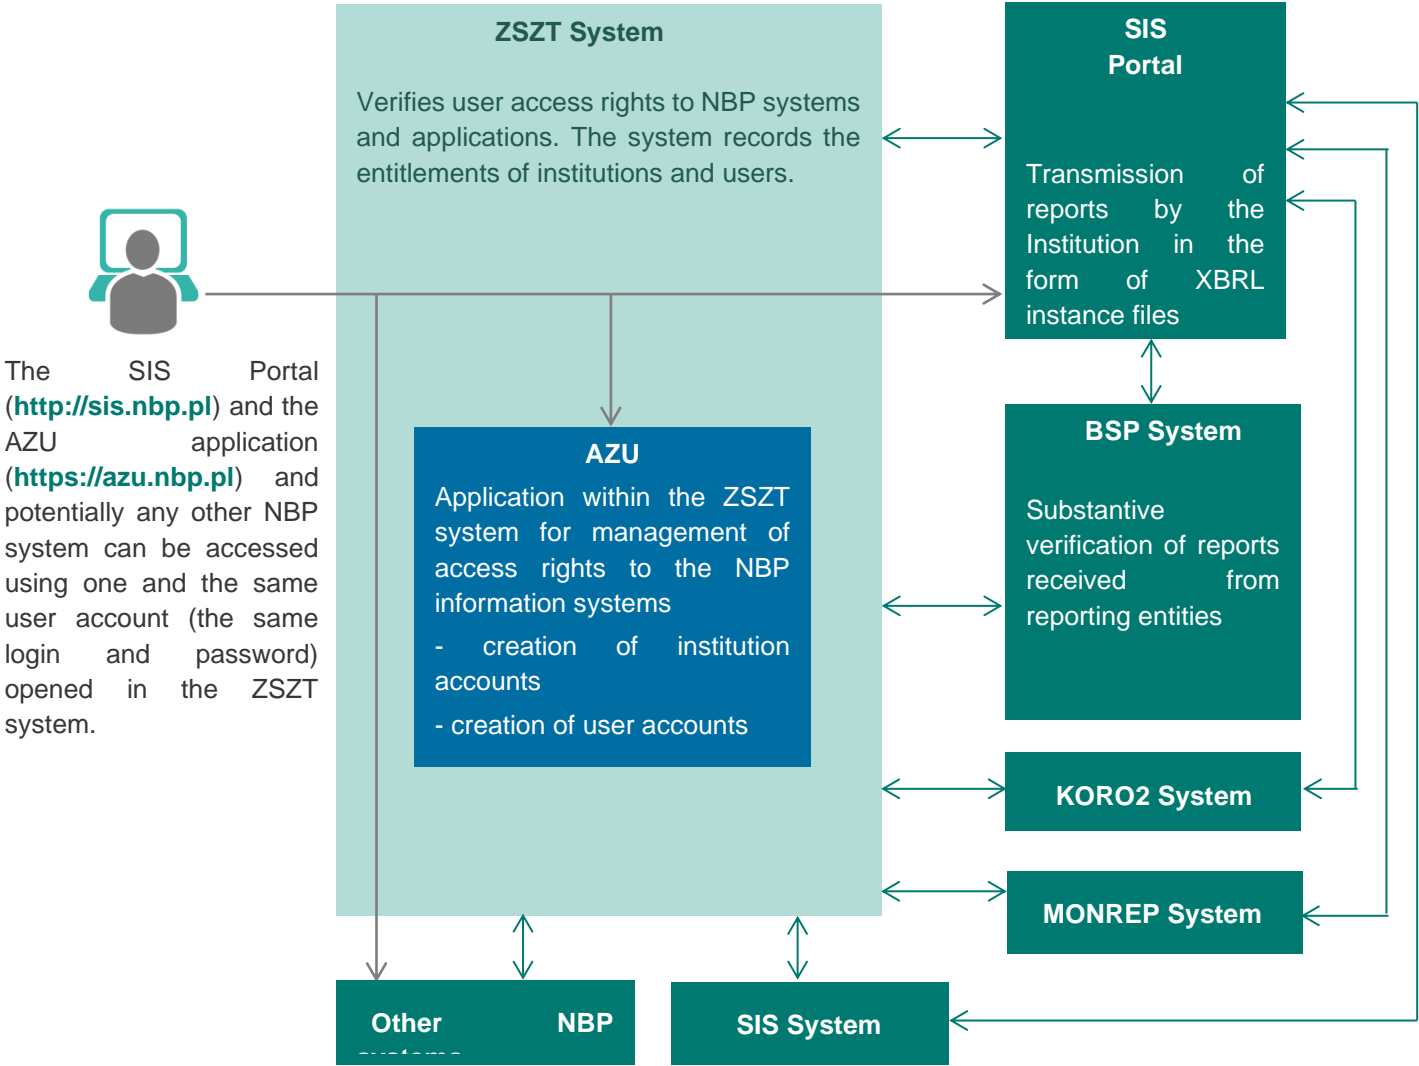 ZSZT System
Verifies user access rights to NBP systems
and applications. The system records the
entitlements of institutions and users.
SIS
Portal
Transmission of
reports by the
Institution in the
form of XBRL
instance files
The SIS Portal
(http://sis.nbp.pl) and the
AZU application
(https://azu.nbp.pl) and
potentially any other NBP
system can be accessed
using one and the same
user account (the same
login and password)
opened in the ZSZT
system.
AZU
Application within the ZSZT
system for management of
access rights to the NBP
information systems
- creation of institution
accounts
- creation of user accounts
BSP System
Substantive
verification of reports
received from
reporting entities
KORO2 System
MONREP System
Other NBP
SIS System